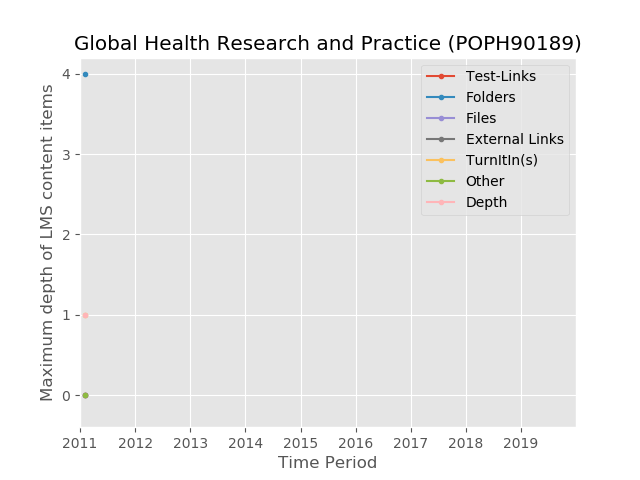 Global Health Research and Practice (POPH90189)
Maximum depth of LMS content items
4
3
2
1
0
Test-Links
Folders
Files
External Links
TurnItIn(s)
Other
Depth
2011 2012 2013 2014 2015 2016 2017 2018 2019
Time Period